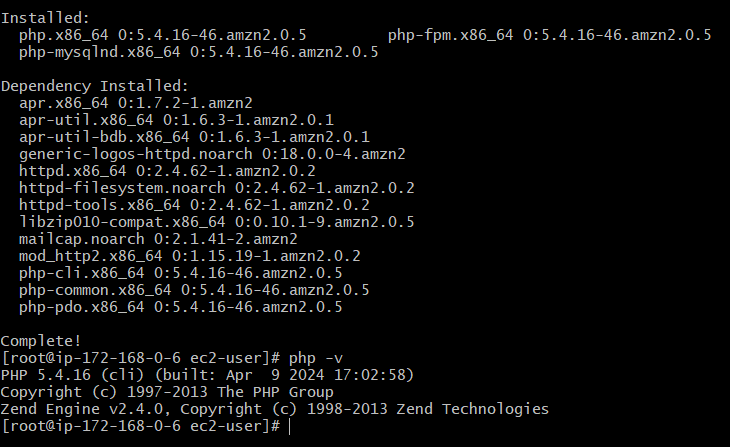 Installed:
  php.x86_64 0:5.4.16-46.amzn2.0.5         php-fpm.x86_64 0:5.4.16-46.amzn2.0.5
  php-mysqlnd.x86_64 0:5.4.16-46.amzn2.0.5

Dependency Installed:
  apr.x86_64 0:1.7.2-1.amzn2
  apr-util.x86_64 0:1.6.3-1.amzn2.0.1
  apr-util-bdb.x86_64 0:1.6.3-1.amzn2.0.1
  generic-logos-httpd.noarch 0:18.0.0-4.amzn2
  httpd.x86_64 0:2.4.62-1.amzn2.0.2
  httpd-filesystem.noarch 0:2.4.62-1.amzn2.0.2
  httpd-tools.x86_64 0:2.4.62-1.amzn2.0.2
  libzip010-compat.x86_64 0:0.10.1-9.amzn2.0.5
  mailcap.noarch 0:2.1.41-2.amzn2
  mod_http2.x86_64 0:1.15.19-1.amzn2.0.2
  php-cli.x86_64 0:5.4.16-46.amzn2.0.5
  php-common.x86_64 0:5.4.16-46.amzn2.0.5
  php-pdo.x86_64 0:5.4.16-46.amzn2.0.5

Complete!
[root@ip-172-168-0-6 ec2-user]# php -v
PHP 5.4.16 (cli) (built: Apr  9 2024 17:02:58)
Copyright (c) 1997-2013 The PHP Group
Zend Engine v2.4.0, Copyright (c) 1998-2013 Zend Technologies
[root@ip-172-168-0-6 ec2-user]#